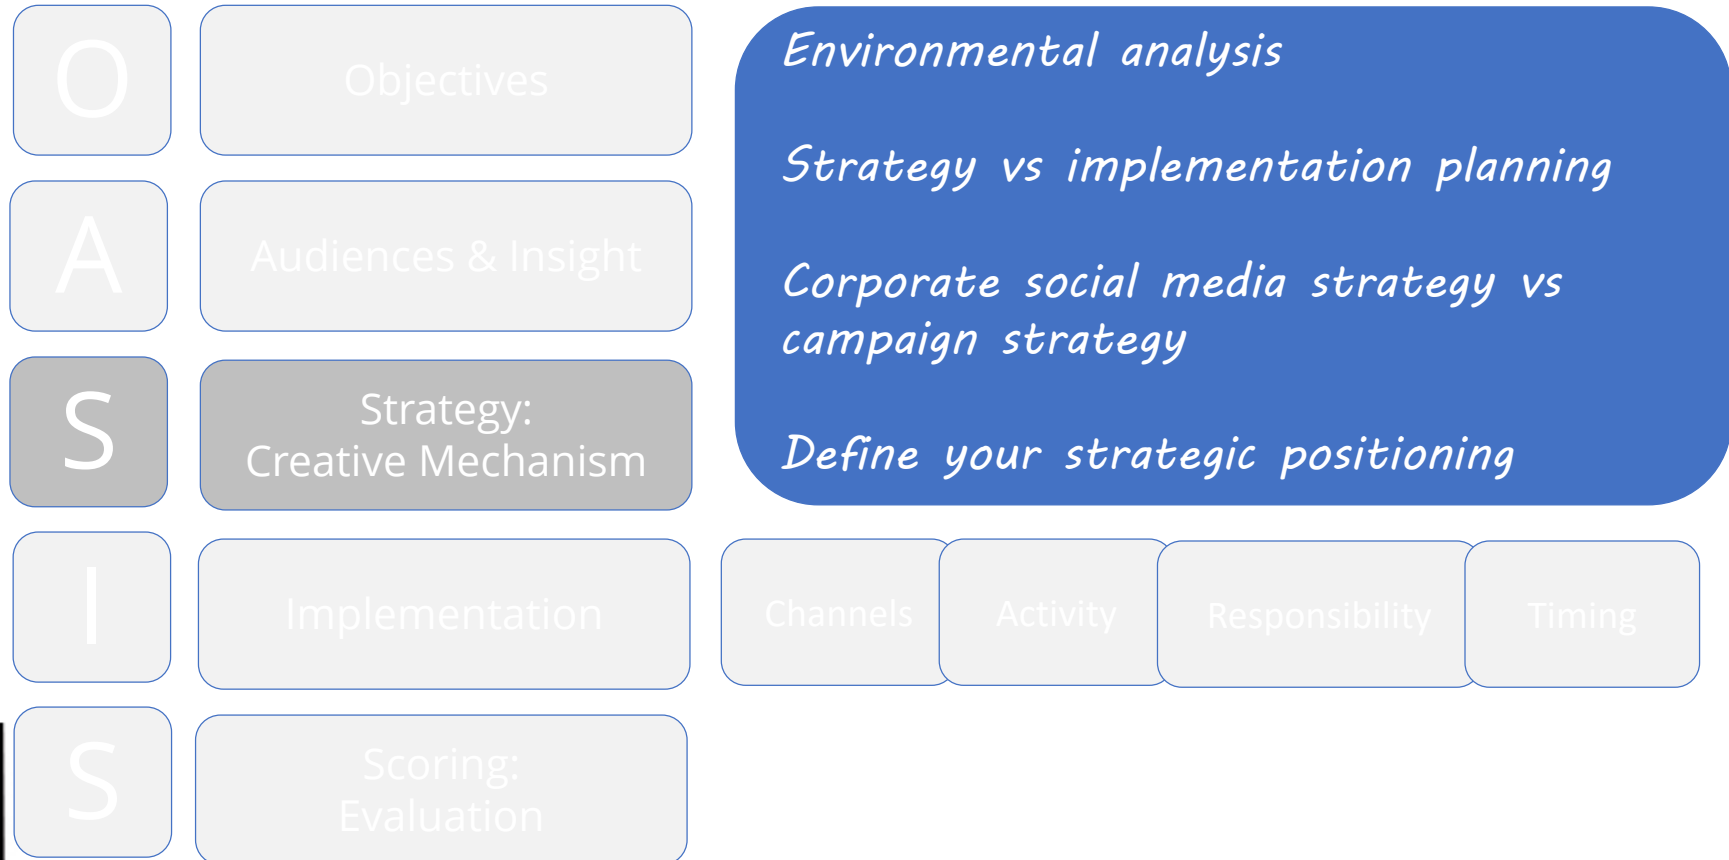 O
Objectives
A
Audiences & Insight
S
Strategy:
Creative Mechanism
I
Implementation
S
Scoring:
Evaluation
Environmental analysis
Strategy vs implementation planning
Corporate social media strategy vs
campaign strategy
Define your strategic positioning
Channels
Activity
Responsibility
Timing